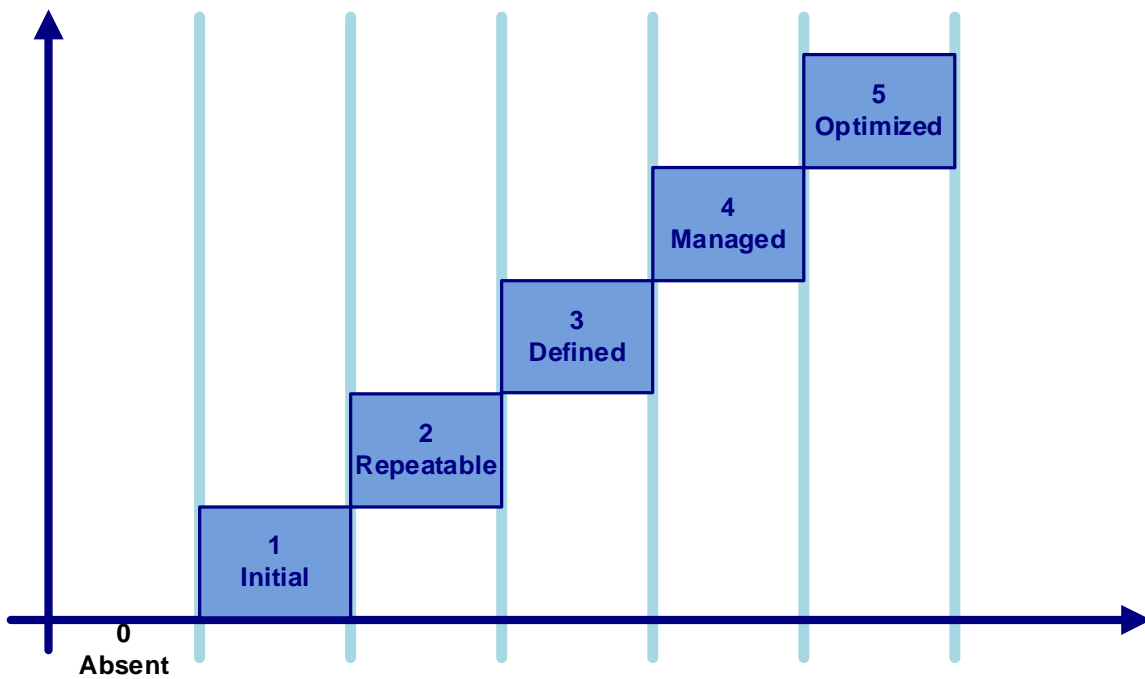 5
Optimized
4
Managed
3
Defined
2
Repeatable
1
Initial
0
Absent